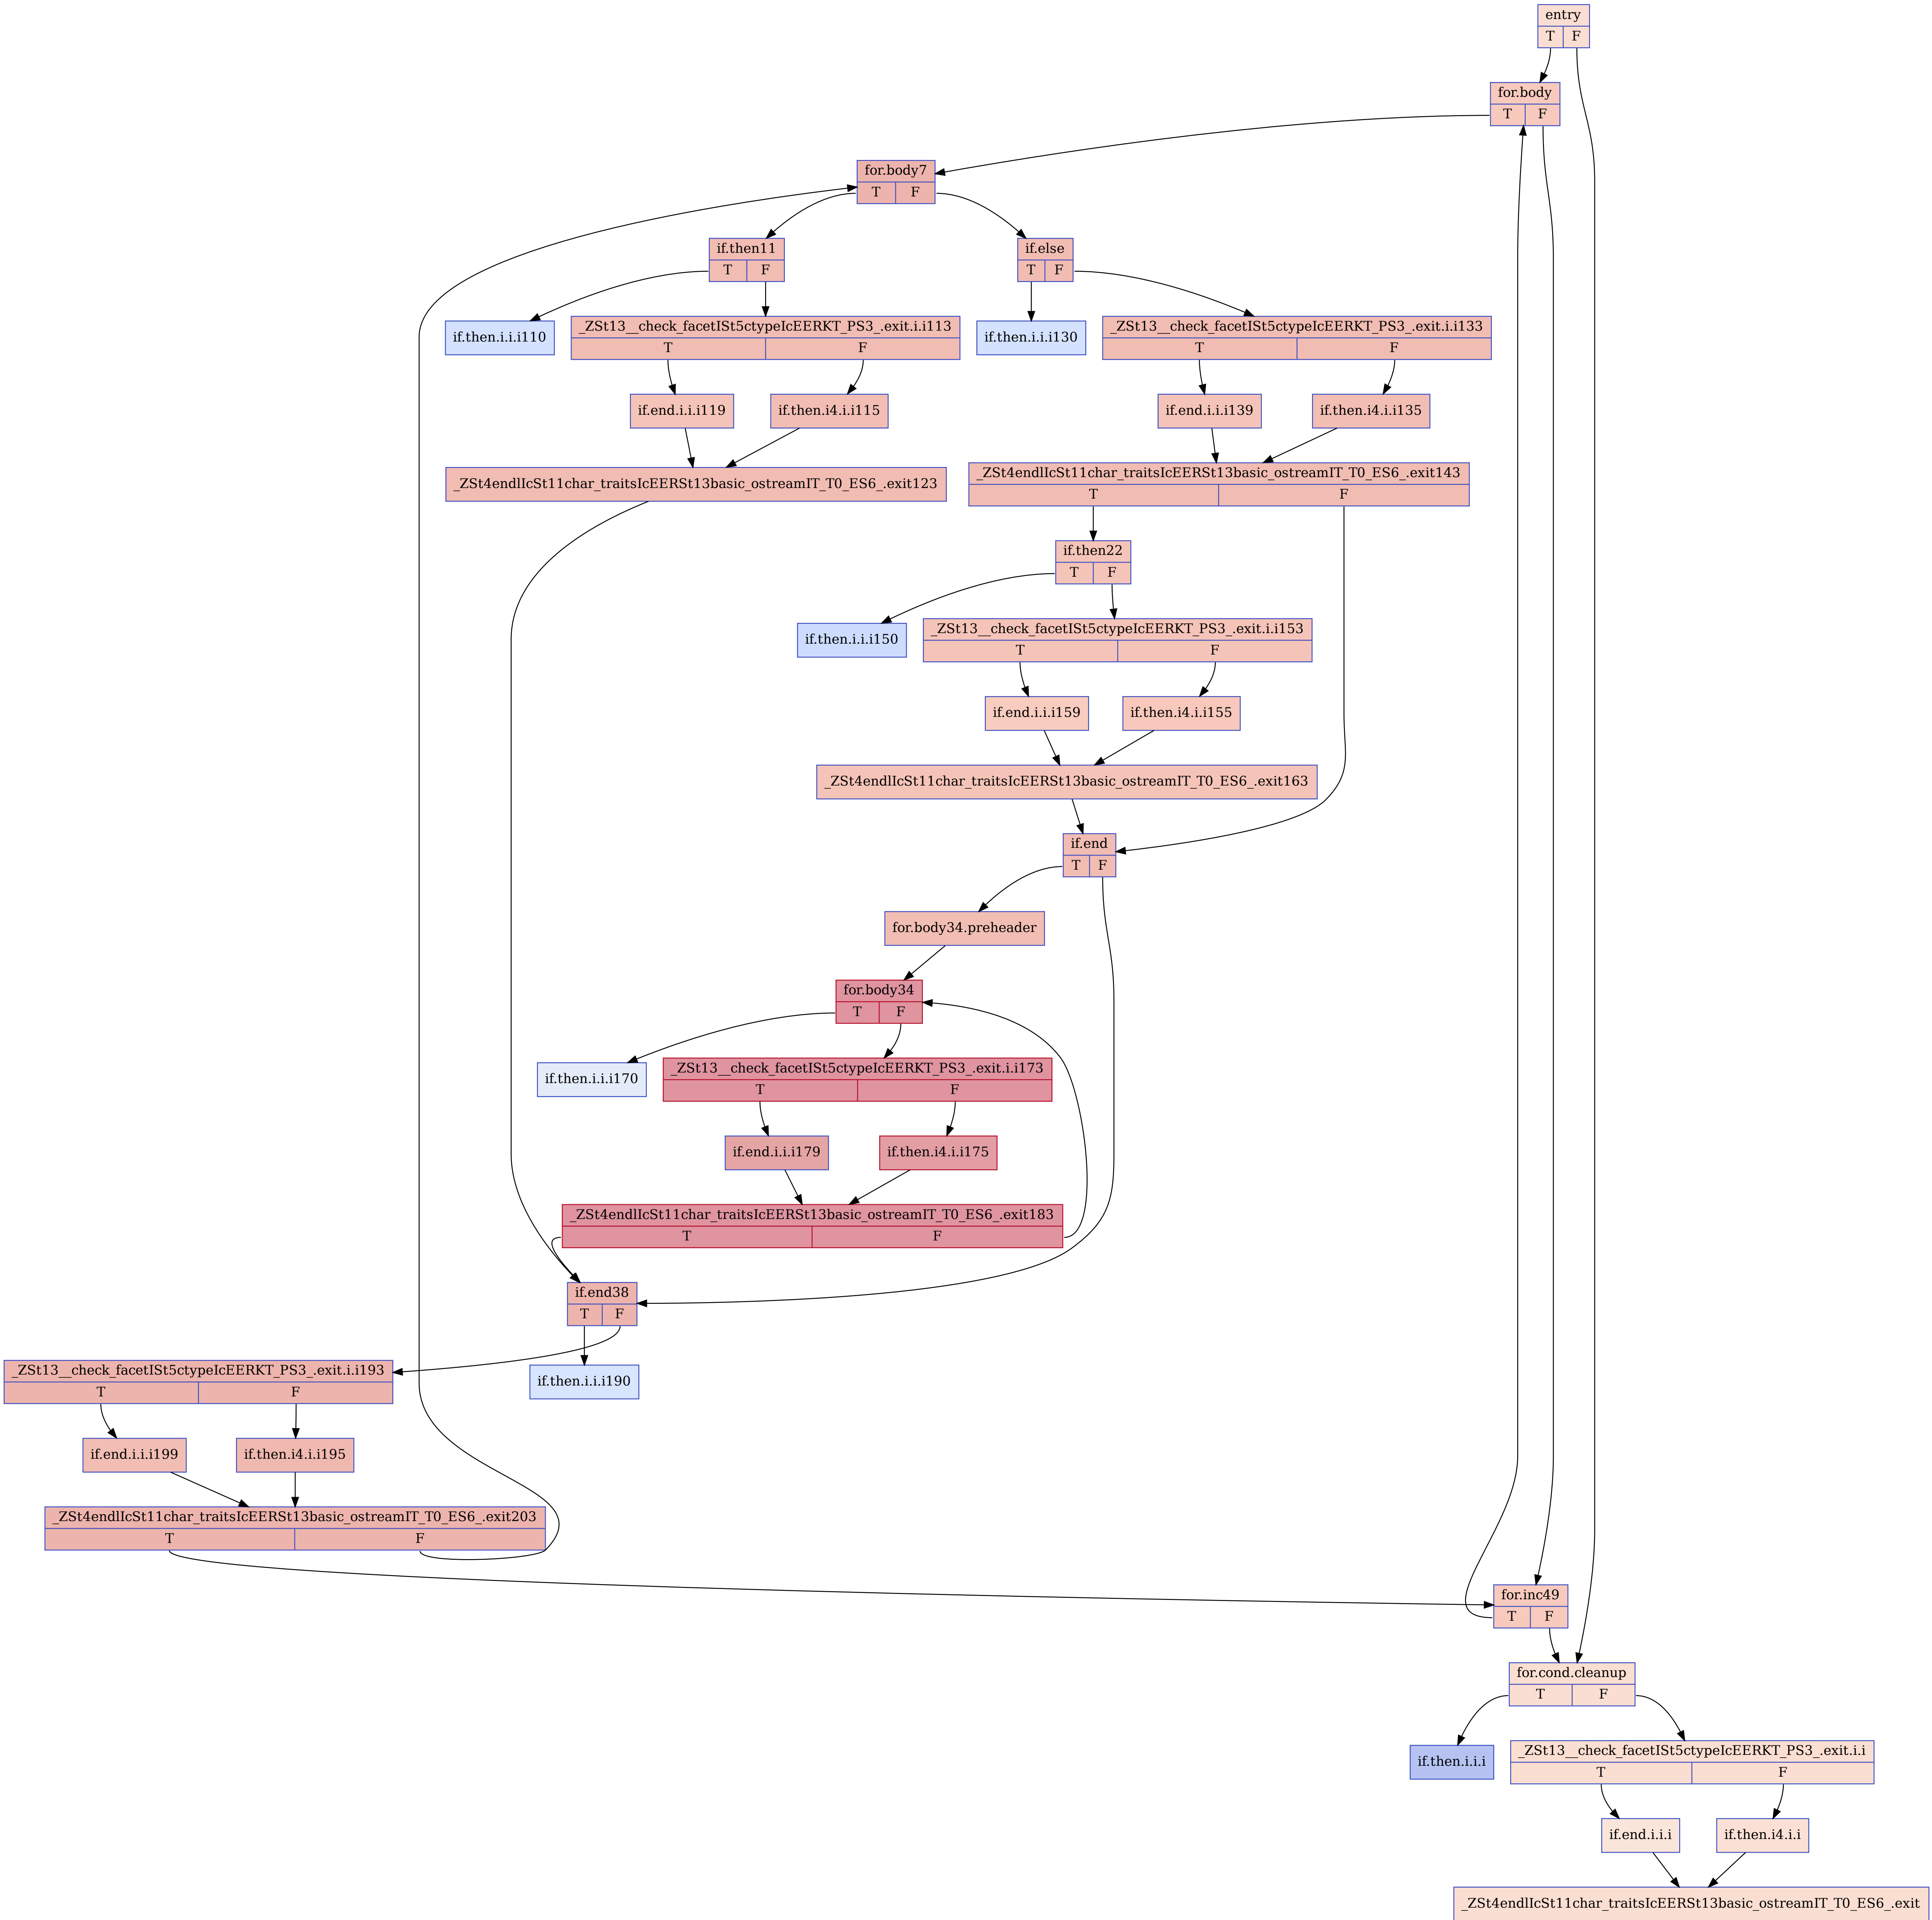 entry
T F
for.body
T F
for.body7
T F
if.then11
T F
if.else
T F
if.then.i.i.i110
_ZSt13__check_facetISt5ctypeIcEERKT_PS3_.exit.i.i113
T F
if.then.i.i.i130
_ZSt13__check_facetISt5ctypeIcEERKT_PS3_.exit.i.i133
T F
if.end.i.i.i119
if.then.i4.i.i115
if.end.i.i.i139
if.then.i4.i.i135
_ZSt4endlIcSt11char_traitsIcEERSt13basic_ostreamIT_T0_ES6_.exit123
_ZSt4endlIcSt11char_traitsIcEERSt13basic_ostreamIT_T0_ES6_.exit143
T F
if.then22
T F
if.then.i.i.i150
_ZSt13__check_facetISt5ctypeIcEERKT_PS3_.exit.i.i153
T F
if.end.i.i.i159
if.then.i4.i.i155
_ZSt4endlIcSt11char_traitsIcEERSt13basic_ostreamIT_T0_ES6_.exit163
if.end
T F
for.body34.preheader
for.body34
T F
if.then.i.i.i170
_ZSt13__check_facetISt5ctypeIcEERKT_PS3_.exit.i.i173
T F
if.end.i.i.i179
if.then.i4.i.i175
_ZSt4endlIcSt11char_traitsIcEERSt13basic_ostreamIT_T0_ES6_.exit183
T F
if.end38
T F
_ZSt13__check_facetISt5ctypeIcEERKT_PS3_.exit.i.i193
T F
if.then.i.i.i190
if.end.i.i.i199
if.then.i4.i.i195
_ZSt4endlIcSt11char_traitsIcEERSt13basic_ostreamIT_T0_ES6_.exit203
T F
for.inc49
T F
for.cond.cleanup
T F
if.then.i.i.i
_ZSt13__check_facetISt5ctypeIcEERKT_PS3_.exit.i.i
T F
if.end.i.i.i
if.then.i4.i.i
_ZSt4endlIcSt11char_traitsIcEERSt13basic_ostreamIT_T0_ES6_.exit